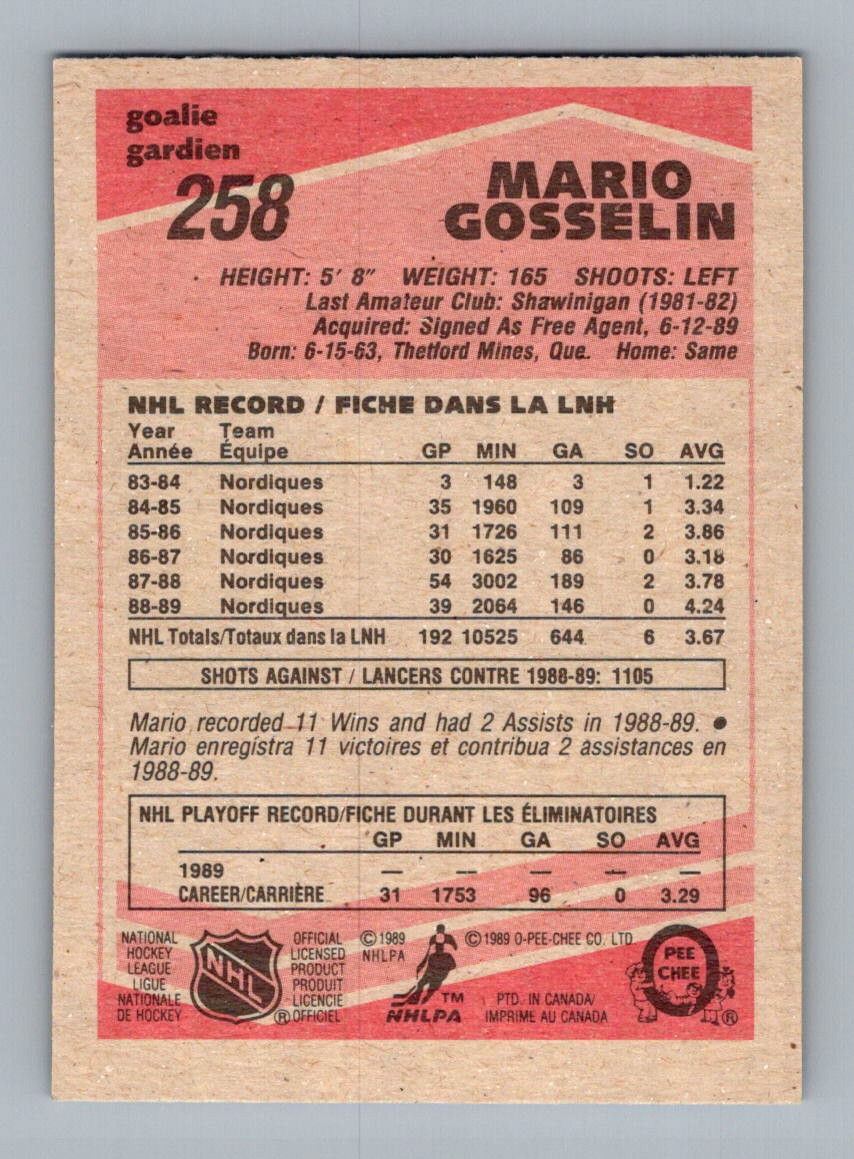 goalie
gardien
258
MARIO
GOSSELIN
HEIGHT: 5' 8" WEIGHT: 165 SHOOTS: LEFT
Last Amateur Club: Shawinigan (1981-82)
Acquired: Signed As Free Agent, 6-12-89
Born: 6-15-63, Thetford Mines, Que. Home: Same
NHL RECORD / FICHE DANS LA LNH
Year Team
Année Équipe GP MIN GA SO AVG
83-84 Nordiques 3 148 3 1 1.22
84-85 Nordiques 35 1960 109 1 3.34
85-86 Nordiques 31 1726 111 2 3.86
86-87 Nordiques 30 1625 86 0 3.18
87-88 Nordiques 54 3002 189 2 3.78
88-89 Nordiques 39 2064 146 0 4.24
NHL Totals/Totaux dans la LNH 192 10525 644 6 3.67
SHOTS AGAINST / LANCERS CONTRE 1988-89: 1105
Mario recorded 11 Wins and had 2 Assists in 1988-89. ●
Mario enregistra 11 victoires et contribua 2 assistances en
1988-89.
NHL PLAYOFF RECORD/FICHE DURANT LES ÉLIMINATOIRES
GP MIN GA SO AVG
1989 — — — — —
CAREER/CARRIÈRE 31 1753 96 0 3.29
NATIONAL
HOCKEY
LEAGUE
LIGUE
NATIONALE
DE HOCKEY
NHL
®
OFFICIAL
LICENSED
PRODUCT
PRODUIT
LICENCIE
OFFICIEL
© 1989
NHLPA
TM
NHLPA
© 1989 O-PEE-CHEE CO. LTD
PTD. IN CANADA/
IMPRIME AU CANADA
PEE
CHEE
®